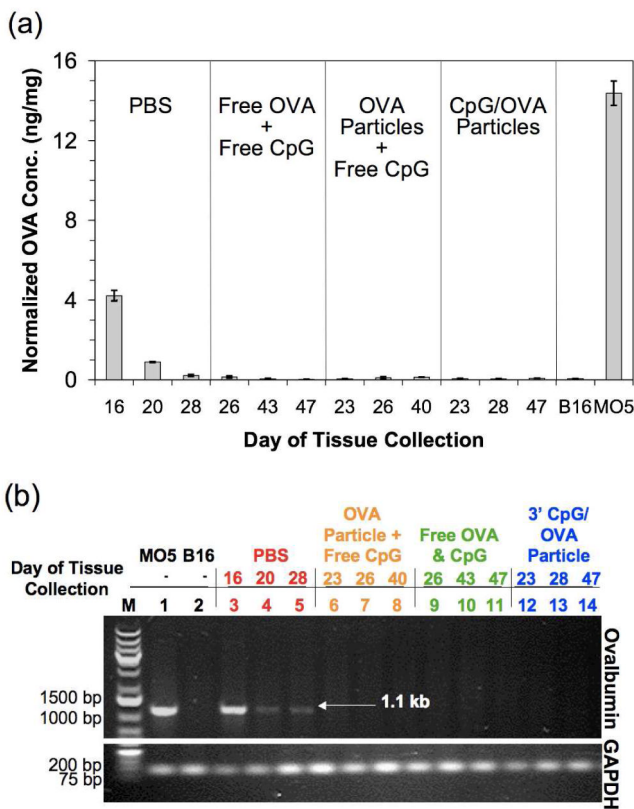 (a)
Normalized OVA Conc. (ng/mg)
16
12
8
4
0
PBS
Free OVA
+
Free CpG
OVA
Particles
+
Free CpG
CpG/OVA
Particles
16 20 28 26 43 47 23 26 40 23 28 47 B16 MO5
Day of Tissue Collection
(b)
Day of Tissue
Collection
MO5 B16
- -
PBS
16 20 28
OVA
Particle +
Free CpG
23 26 40
Free OVA
& CpG
26 43 47
3' CpG/
OVA
Particle
23 28 47
M 1 2 3 4 5 6 7 8 9 10 11 12 13 14
1500 bp
1000 bp
1.1 kb
Ovalbumin
200 bp
75 bp
GAPDH